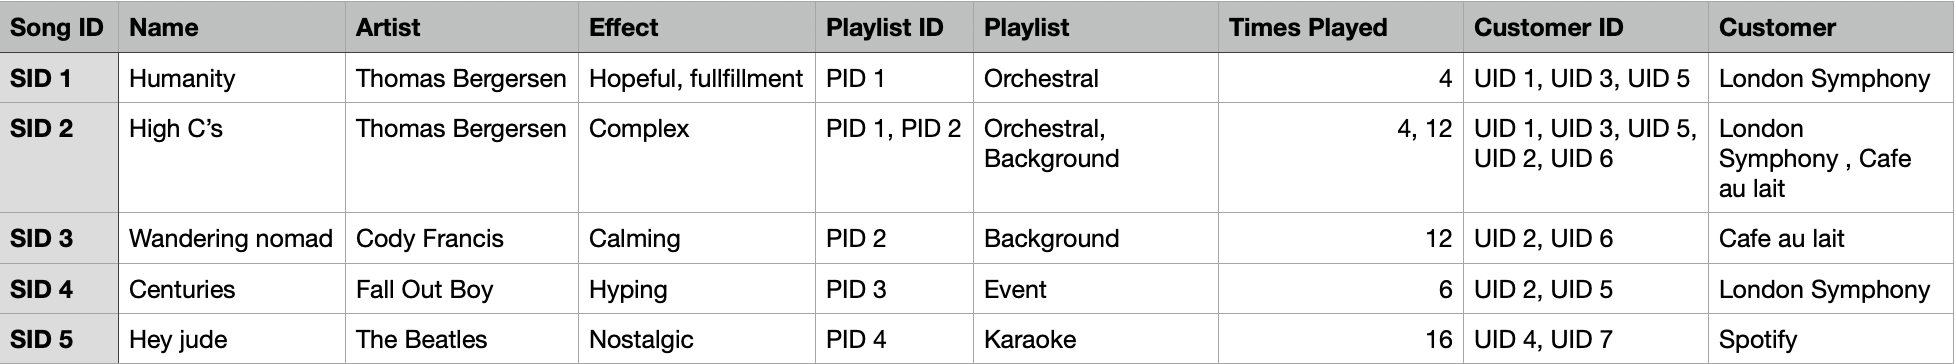 Song ID Name Artist Effect Playlist ID Playlist Times Played Customer ID Customer
SID 1 Humanity Thomas Bergersen Hopeful, fullfillment PID 1 Orchestral 4 UID 1, UID 3, UID 5 London Symphony
SID 2 High C’s Thomas Bergersen Complex PID 1, PID 2 Orchestral, 4, 12 UID 1, UID 3, UID 5, London
Background UID 2, UID 6 Symphony , Cafe
au lait
SID 3 Wandering nomad Cody Francis Calming PID 2 Background 12 UID 2, UID 6 Cafe au lait
SID 4 Centuries Fall Out Boy Hyping PID 3 Event 6 UID 2, UID 5 London Symphony
SID 5 Hey jude The Beatles Nostalgic PID 4 Karaoke 16 UID 4, UID 7 Spotify